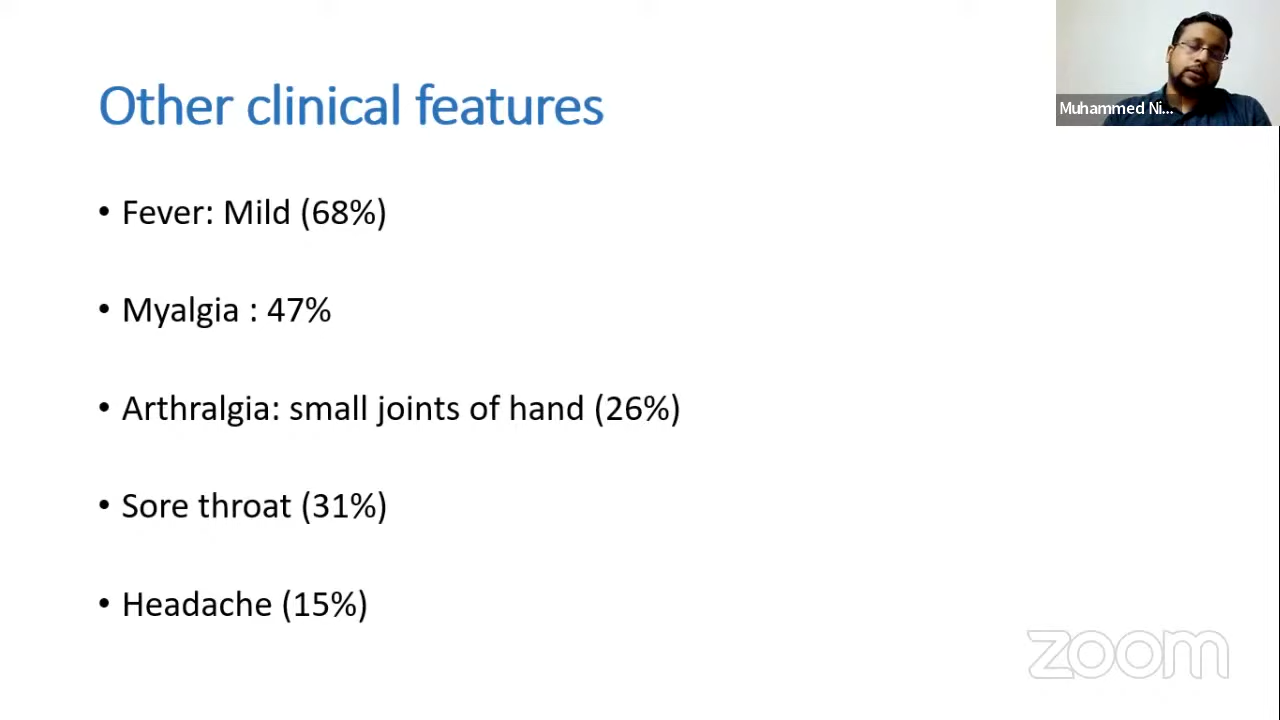 Other clinical features
Muhammed Ni...
• Fever: Mild (68%)
• Myalgia : 47%
• Arthralgia: small joints of hand (26%)
• Sore throat (31%)
• Headache (15%)
zoom